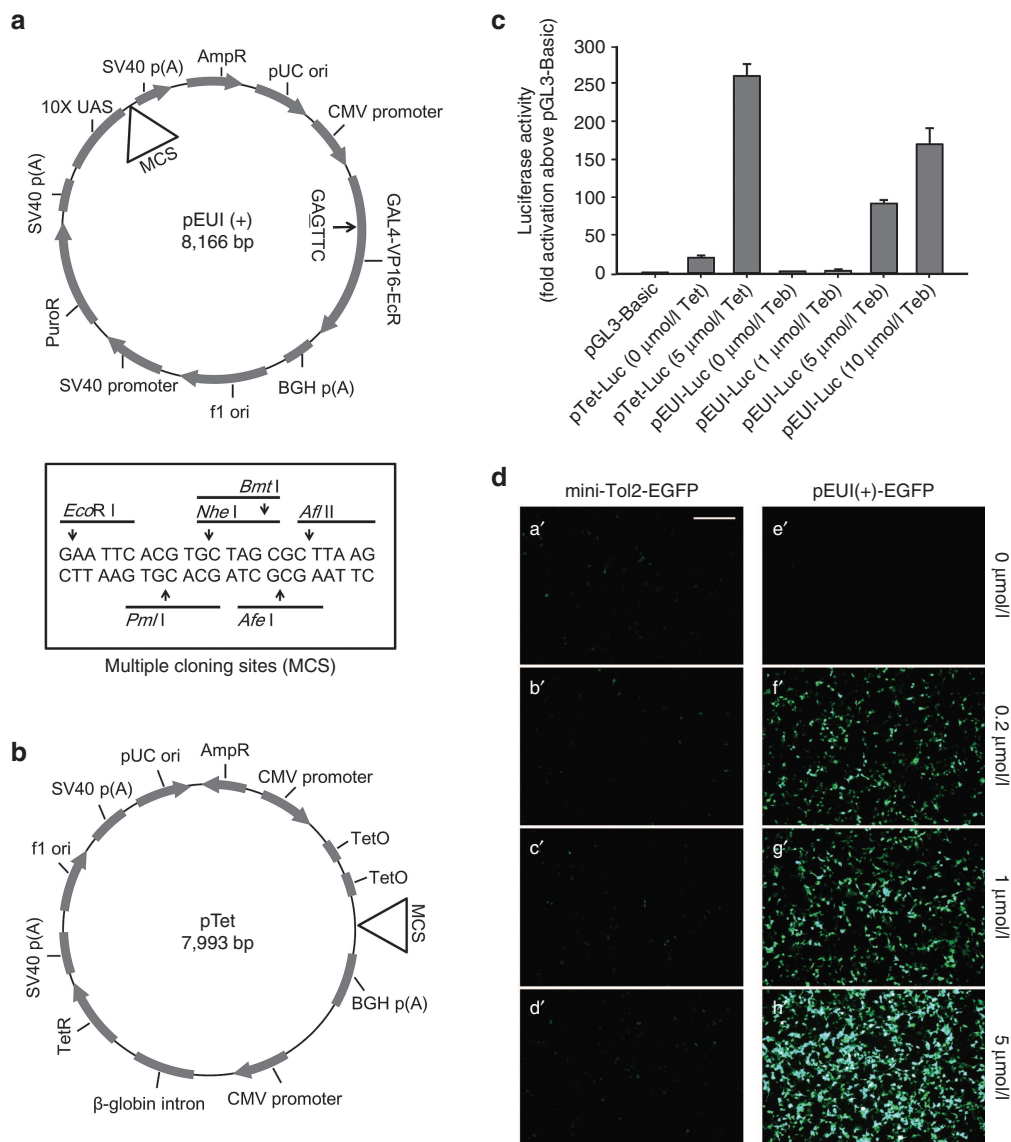 a
SV40 p(A)
AmpR
pUC ori
10X UAS
CMV promoter
MCS
SV40 p(A)
pEUI (+)
8,166 bp
GAGTTC
GAL4-VP16-EcR
PuroR
SV40 promoter
BGH p(A)
f1 ori
BmtI
EcoR I
Nhe I
Afl II
GAA TTC ACG TGC TAG CGC TTA AG
CTT AAG TGC ACG ATC GCG AAT TC
Pml I
Afe I
Multiple cloning sites (MCS)
b
pUC ori
AmpR
SV40 p(A)
CMV promoter
f1 ori
TetO
TetO
pTet
7,993 bp
MCS
SV40 p(A)
BGH p(A)
TetR
β-globin intron
CMV promoter
c
Luciferase activity
(fold activation above pGL3-Basic)
300
250
200
150
100
50
0
pGL3-Basic
pTet-Luc (0 μmol/l Tet)
pTet-Luc (5 μmol/l Tet)
pEUI-Luc (0 μmol/l Teb)
pEUI-Luc (1 μmol/l Teb)
pEUI-Luc (5 μmol/l Teb)
pEUI-Luc (10 μmol/l Teb)
d
mini-Tol2-EGFP
pEUI(+)-EGFP
a′
e′
0 μmol/l
b′
f′
0.2 μmol/l
c′
g′
1 μmol/l
d′
h′
5 μmol/l